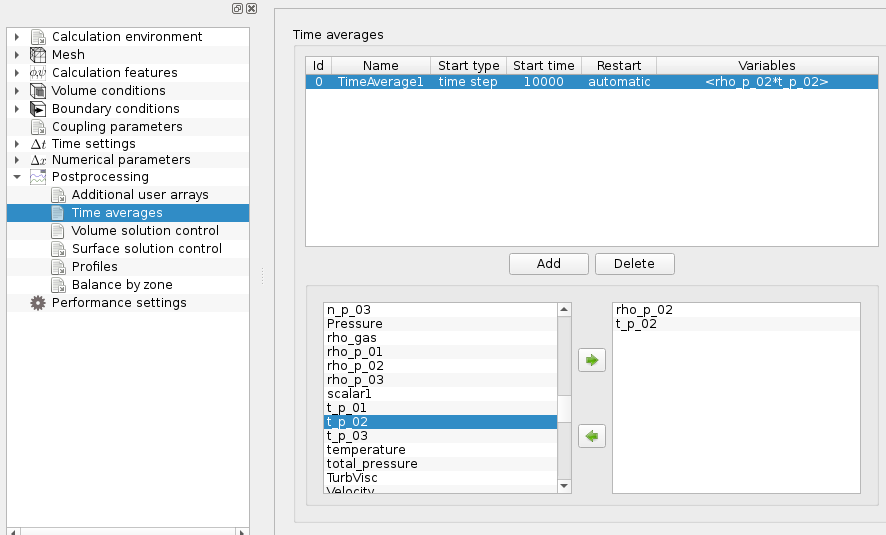 Calculation environment
Mesh
Calculation features
Volume conditions
Boundary conditions
Coupling parameters
Δt Time settings
Δx Numerical parameters
Postprocessing
Additional user arrays
Time averages
Volume solution control
Surface solution control
Profiles
Balance by zone
Performance settings
Time averages
Id Name Start type Start time Restart Variables
0 TimeAverage1 time step 10000 automatic <rho_p_02*t_p_02>
Add Delete
n_p_03
Pressure
rho_gas
rho_p_01
rho_p_02
rho_p_03
scalar1
t_p_01
t_p_02
t_p_03
temperature
total_pressure
TurbVisc
Velocity
rho_p_02
t_p_02